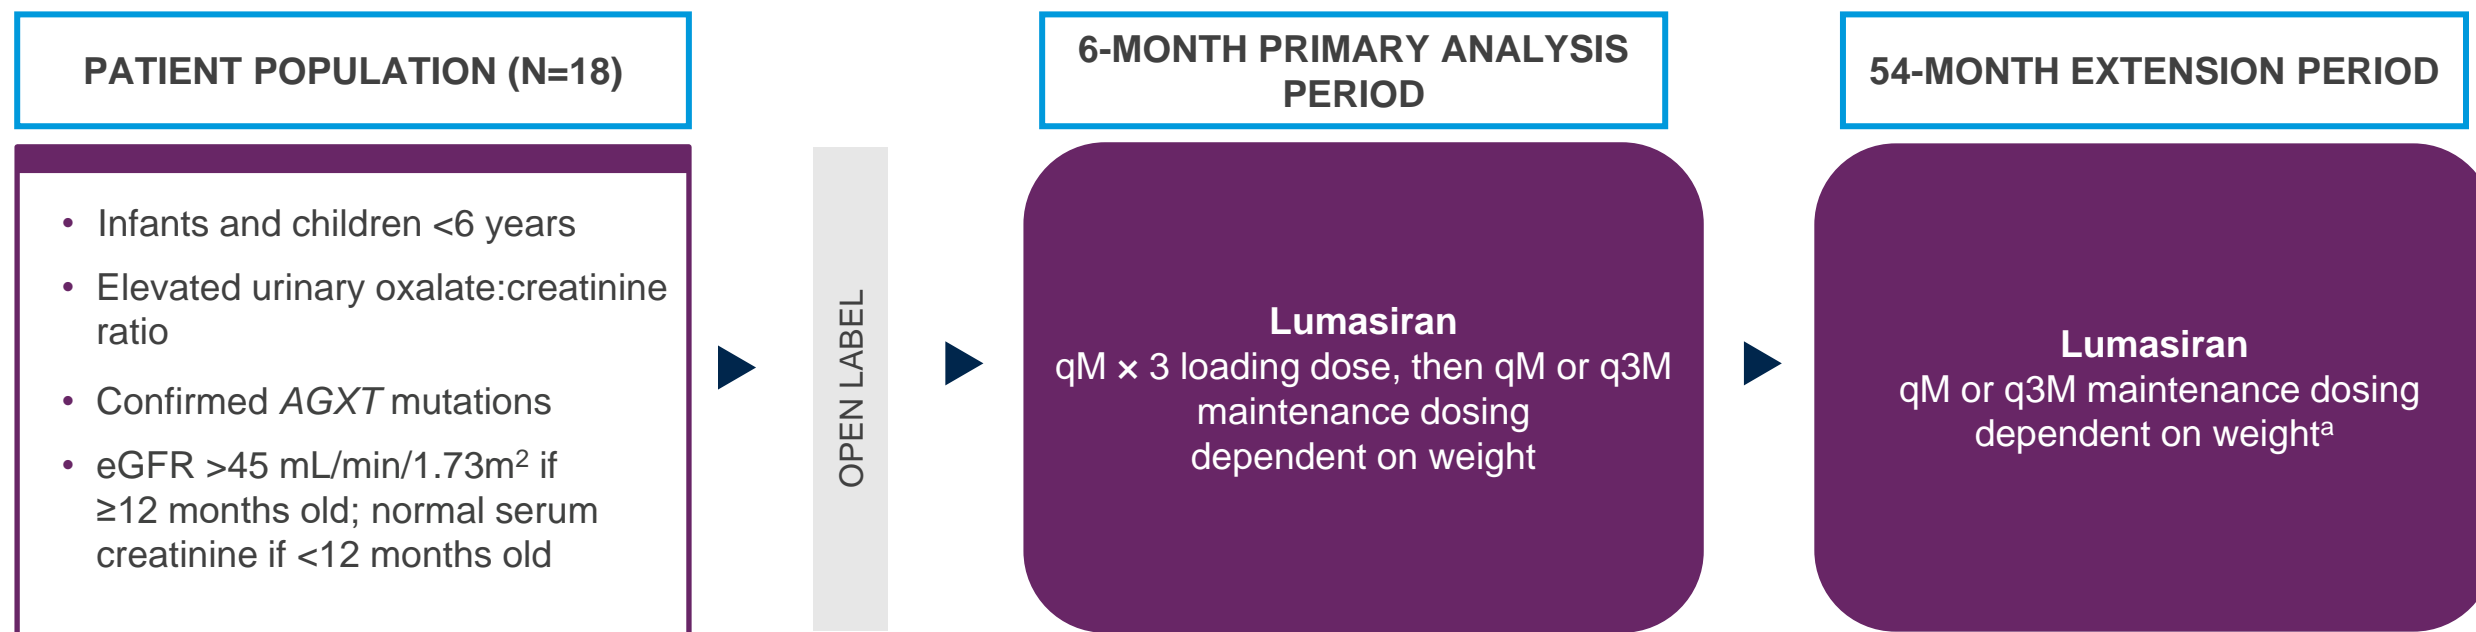 PATIENT POPULATION (N=18)
• Infants and children <6 years
• Elevated urinary oxalate:creatinine
ratio
• Confirmed AGXT mutations
• eGFR >45 mL/min/1.73m² if
≥12 months old; normal serum
creatinine if <12 months old
OPEN LABEL
6-MONTH PRIMARY ANALYSIS
PERIOD
Lumasiran
qM × 3 loading dose, then qM or q3M
maintenance dosing
dependent on weight
54-MONTH EXTENSION PERIOD
Lumasiran
qM or q3M maintenance dosing
dependent on weightᵃ